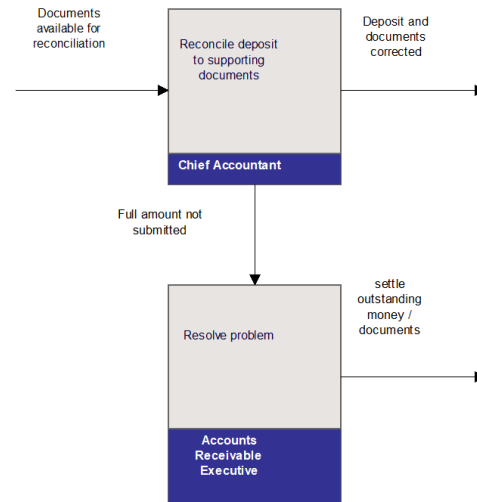 Documents
available for
reconciliation
Reconcile deposit
to supporting
documents
Deposit and
documents
corrected
Chief Accountant
Full amount not
submitted
Resolve problem
settle
outstanding
money /
documents
Accounts
Receivable
Executive